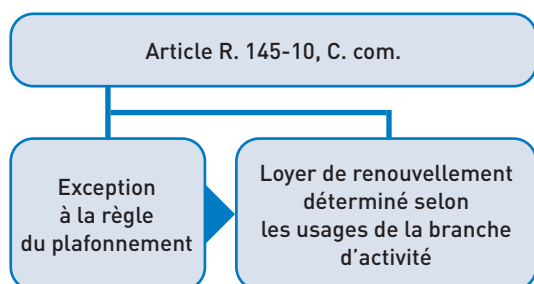 Article R. 145-10, C. com.
Exception
à la règle
du plafonnement
Loyer de renouvellement
déterminé selon
les usages de la branche
d’activité